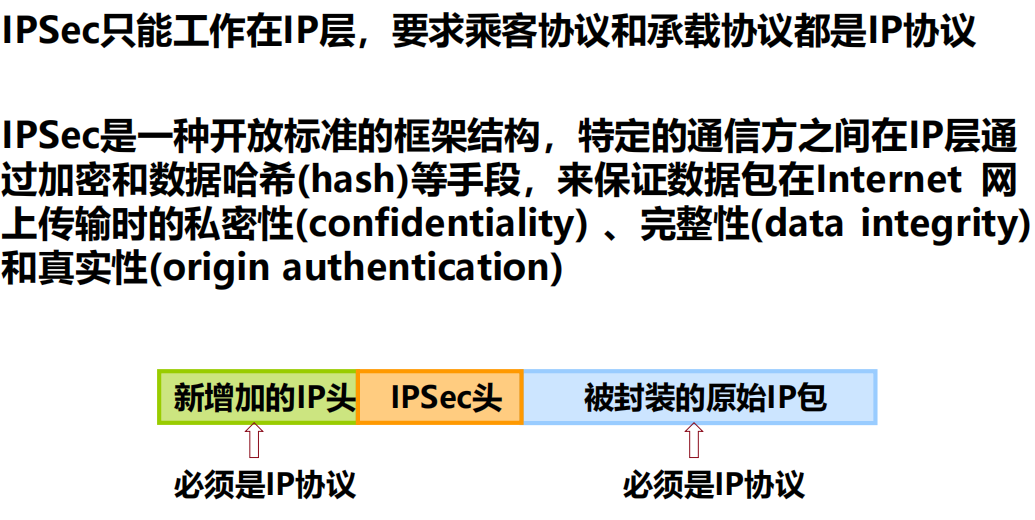 IPSec只能工作在IP层，要求乘客协议和承载协议都是IP协议
IPSec是一种开放标准的框架结构，特定的通信方之间在IP层通
过加密和数据哈希(hash)等手段，来保证数据包在Internet 网
上传输时的私密性(confidentiality) 、完整性(data integrity)
和真实性(origin authentication)
新增加的IP头 IPSec头 被封装的原始IP包
必须是IP协议 必须是IP协议